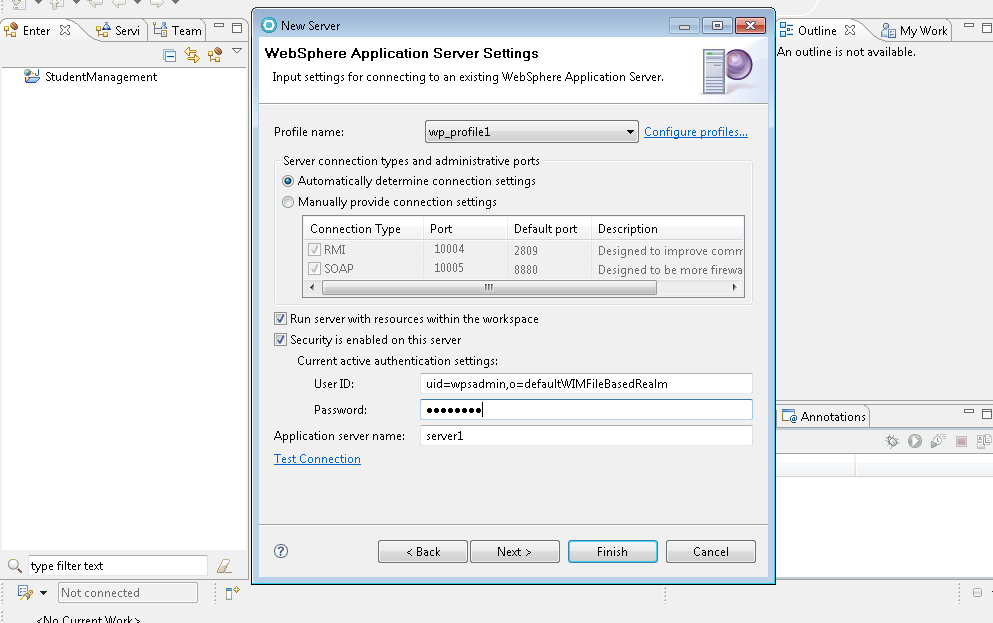 New Server
Enter
Servi
Team
StudentManagement
WebSphere Application Server Settings
Input settings for connecting to an existing WebSphere Application Server.
Profile name:
wp_profile1
Configure profiles...
Server connection types and administrative ports
Automatically determine connection settings
Manually provide connection settings
Connection Type Port Default port Description
RMI 10004 2809 Designed to improve comm
SOAP 10005 8880 Designed to be more firewa
Run server with resources within the workspace
Security is enabled on this server
Current active authentication settings:
User ID: uid=wpsadmin,o=defaultWIMFileBasedRealm
Password: ●●●●●●●●
Application server name: server1
Test Connection
< Back
Next >
Finish
Cancel
Outline
My Work
An outline is not available.
Annotations
type filter text
Not connected
<No Current Work>